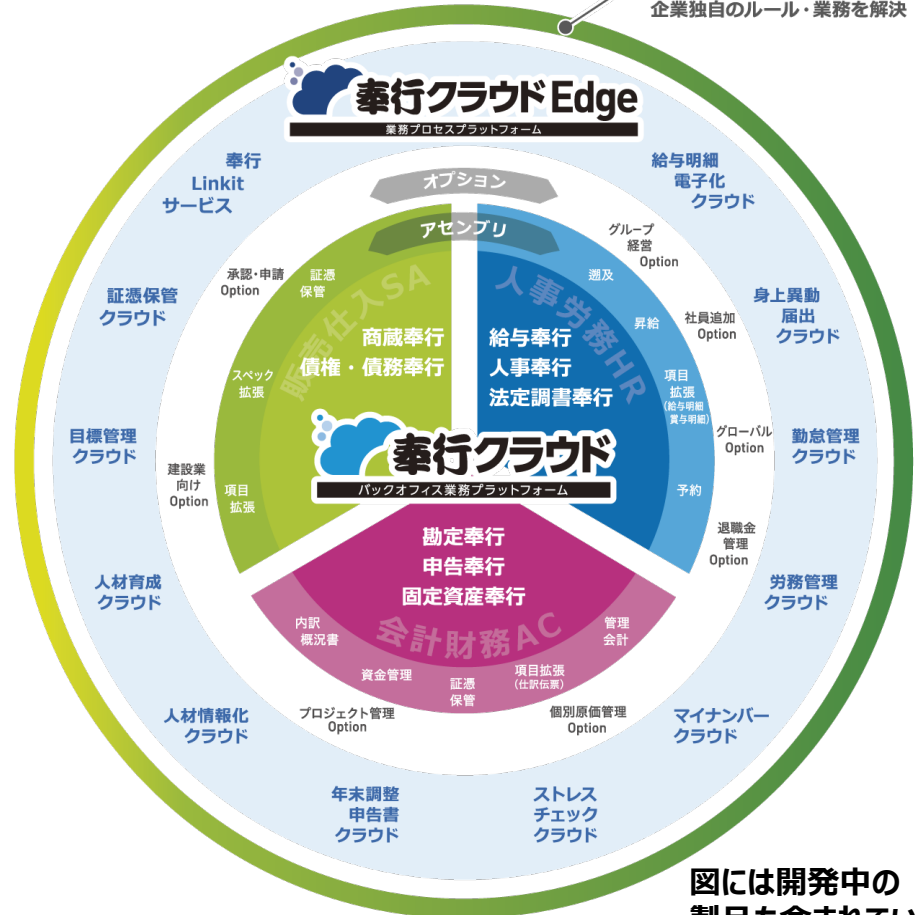 企業独自のルール・業務を解決
奉行クラウド Edge
業務プロセスプラットフォーム
奉行
Linkit
サービス
給与明細
電子化
クラウド
オプション
アセンブリ
グループ
経営
Option
承認・申請
Option
証憑
保管
遡及
販売仕入SA
人事労務HR
証憑保管
クラウド
身上異動
届出
クラウド
昇給
社員追加
Option
商蔵奉行
債権・債務奉行
給与奉行
人事奉行
法定調書奉行
スペック
拡張
項目
拡張
(給与明細
賞与明細)
目標管理
クラウド
グローバル
Option
勤怠管理
クラウド
奉行クラウド
バックオフィス業務プラットフォーム
建設業
向け
Option
項目
拡張
予約
退職金
管理
Option
勘定奉行
申告奉行
固定資産奉行
人材育成
クラウド
労務管理
クラウド
会計財務AC
内訳
概況書
管理
会計
資金管理
証憑
保管
項目拡張
(仕訳伝票)
プロジェクト管理
Option
個別原価管理
Option
人材情報化
クラウド
マイナンバー
クラウド
年末調整
申告書
クラウド
ストレス
チェック
クラウド
図には開発中の
製品も含まれてい